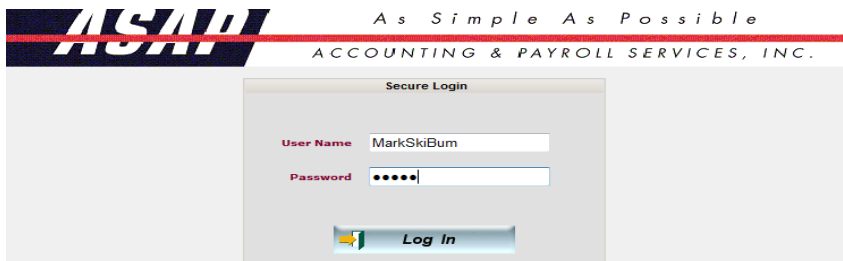 ASAP
As Simple As Possible
ACCOUNTING & PAYROLL SERVICES, INC.
Secure Login
User Name MarkSkiBum
Password •••••
Log In